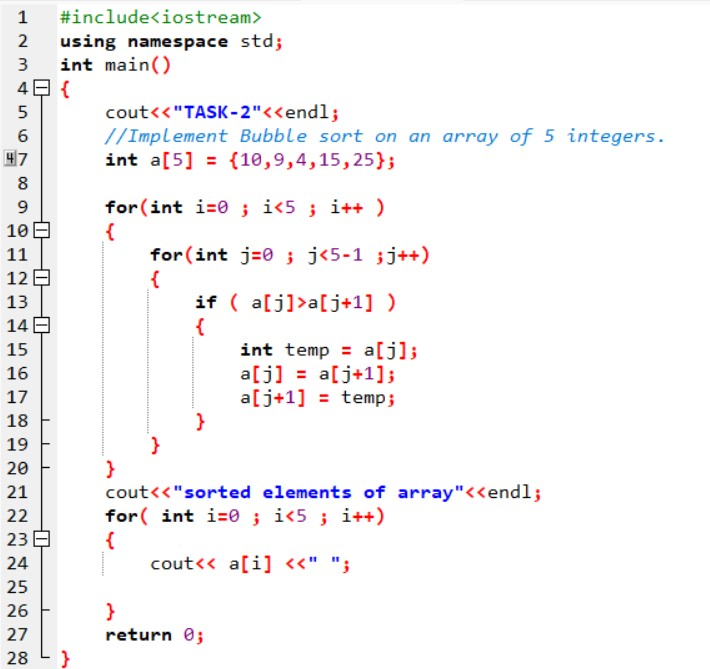 1 #include<iostream>
2 using namespace std;
3 int main()
4 {
5 cout<<"TASK-2"<<endl;
6 //Implement Bubble sort on an array of 5 integers.
7 int a[5] = {10,9,4,15,25};
8
9 for(int i=0 ; i<5 ; i++ )
10 {
11 for(int j=0 ; j<5-1 ;j++)
12 {
13 if ( a[j]>a[j+1] )
14 {
15 int temp = a[j];
16 a[j] = a[j+1];
17 a[j+1] = temp;
18 }
19 }
20 }
21 cout<<"sorted elements of array"<<endl;
22 for( int i=0 ; i<5 ; i++)
23 {
24 cout<< a[i] <<" ";
25
26 }
27 return 0;
28 }